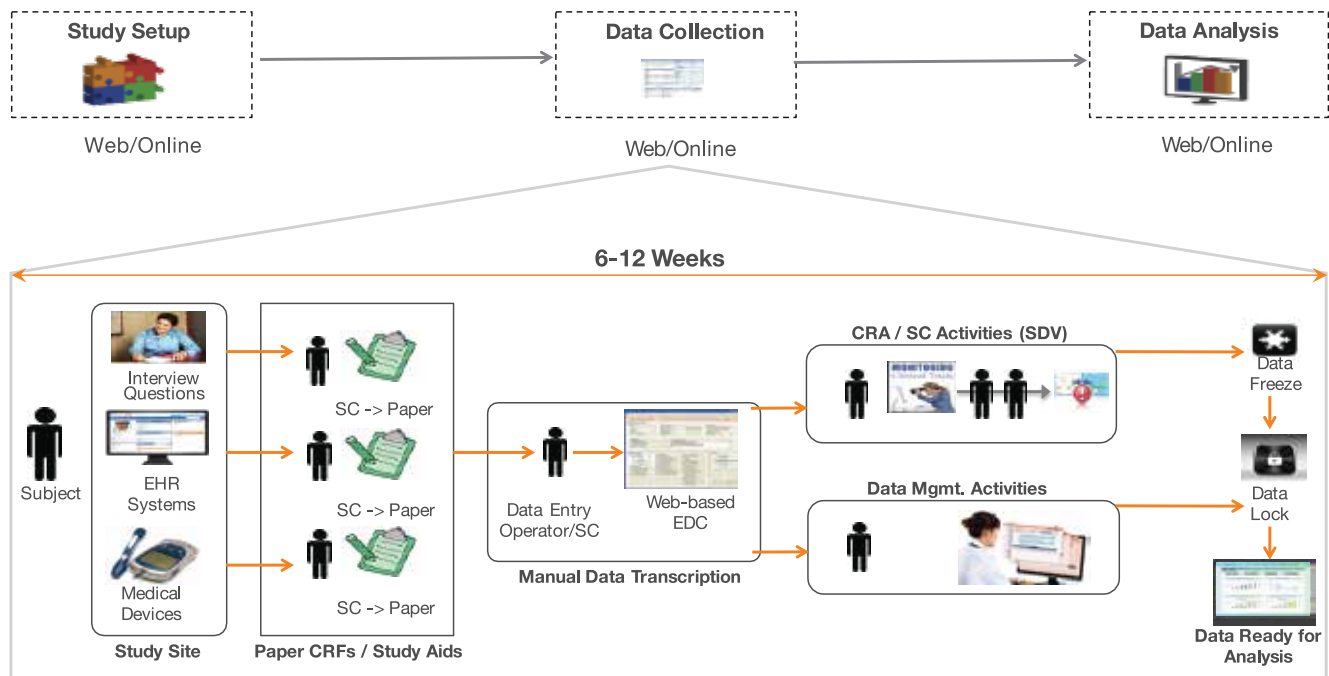 Study Setup
Data Collection
Data Analysis
Web/Online
Web/Online
Web/Online
6-12 Weeks
Interview
Questions
EHR
Systems
Medical
Devices
Subject
Study Site
SC -> Paper
SC -> Paper
SC -> Paper
Paper CRFs / Study Aids
Data Entry
Operator/SC
Web-based
EDC
Manual Data Transcription
CRA / SC Activities (SDV)
MONITORING
Data Mgmt. Activities
Data
Freeze
Data
Lock
Data Ready for
Analysis